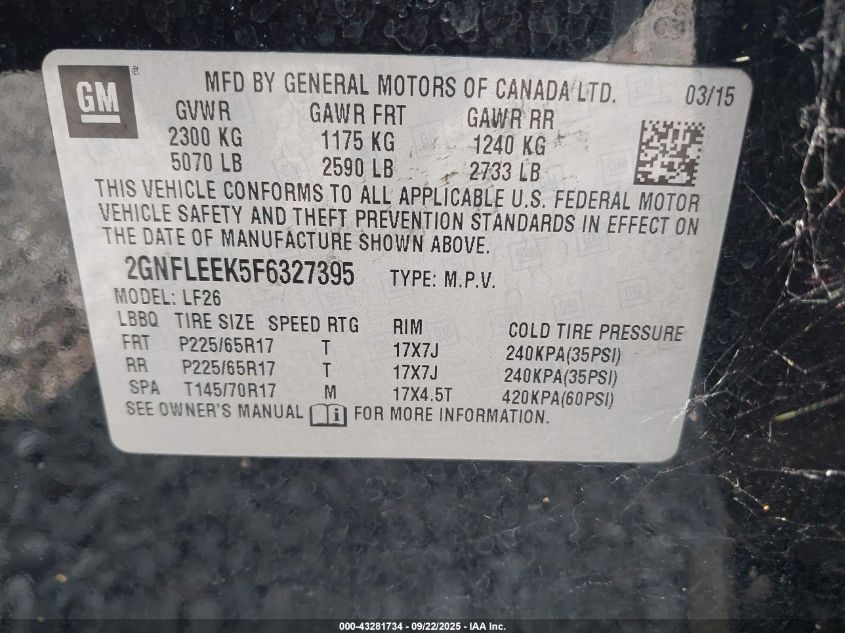 GM ®
MFD BY GENERAL MOTORS OF CANADA LTD. 03/15
GVWR GAWR FRT GAWR RR
2300 KG 1175 KG 1240 KG
5070 LB 2590 LB 2733 LB
THIS VEHICLE CONFORMS TO ALL APPLICABLE U.S. FEDERAL MOTOR
VEHICLE SAFETY AND THEFT PREVENTION STANDARDS IN EFFECT ON
THE DATE OF MANUFACTURE SHOWN ABOVE.
2GNFLEEK5F6327395 TYPE: M.P.V.
MODEL: LF26
LBBQ TIRE SIZE SPEED RTG RIM COLD TIRE PRESSURE
FRT P225/65R17 T 17X7J 240KPA(35PSI)
RR P225/65R17 T 17X7J 240KPA(35PSI)
SPA T145/70R17 M 17X4.5T 420KPA(60PSI)
SEE OWNER'S MANUAL i FOR MORE INFORMATION.
000-43281734 - 09/22/2025 - IAA Inc.